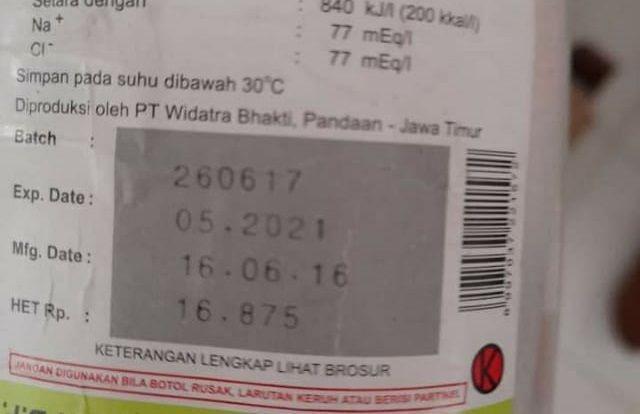 Setara dengan : 840 kJ/l (200 kkal/l)
Na+ : 77 mEq/l
Cl- : 77 mEq/l
Simpan pada suhu dibawah 30°C
Diproduksi oleh PT Widatra Bhakti, Pandaan - Jawa Timur
Batch : 260617
Exp. Date : 05.2021
Mfg. Date : 16.06.16
HET Rp. : 16.875
KETERANGAN LENGKAP LIHAT BROSUR
K
JANGAN DIGUNAKAN BILA BOTOL RUSAK, LARUTAN KERUH ATAU BERISI PARTIKEL